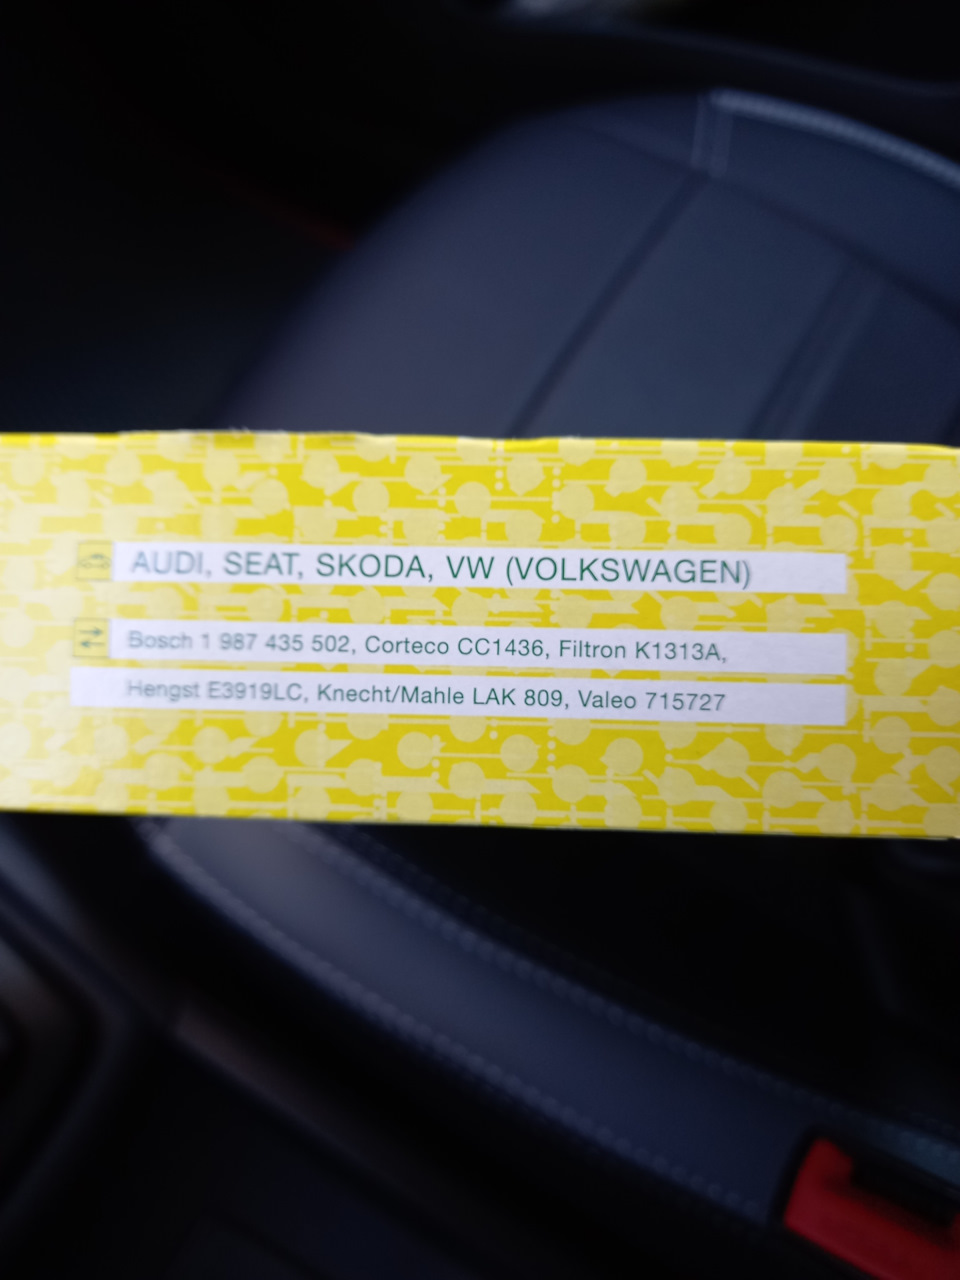 AUDI, SEAT, SKODA, VW (VOLKSWAGEN)
Bosch 1 987 435 502, Corteco CC1436, Filtron K1313A,
Hengst E3919LC, Knecht/Mahle LAK 809, Valeo 715727